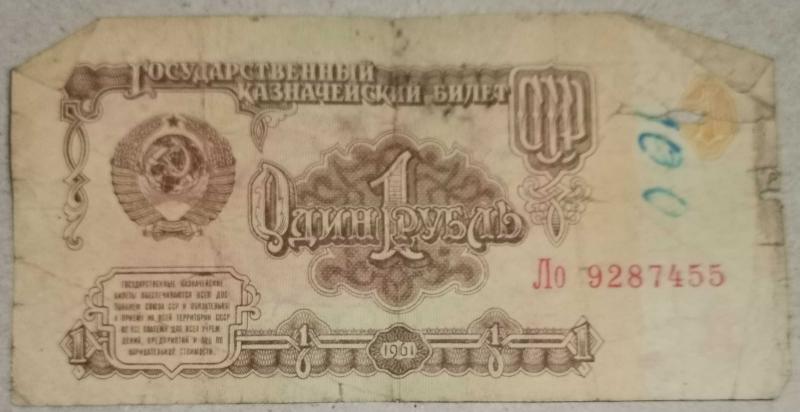 ГОСУДАРСТВЕННЫЙ
КАЗНАЧЕЙСКИЙ БИЛЕТ
СССР
400
1
ОДИН РУБЛЬ
Ло 9287455
ГОСУДАРСТВЕННЫЕ КАЗНАЧЕЙСКИЕ
БИЛЕТЫ ОБЕСПЕЧИВАЮТСЯ ВСЕМ ДОС-
ТОЯНИЕМ СОЮЗА ССР И ОБЯЗАТЕЛЬНЫ
К ПРИЕМУ НА ВСЕЙ ТЕРРИТОРИИ СССР
ВО ВСЕ ПЛАТЕЖИ ДЛЯ ВСЕХ УЧРЕЖ-
ДЕНИЙ, ПРЕДПРИЯТИЙ И ЛИЦ ПО
НАРИЦАТЕЛЬНОЙ СТОИМОСТИ.
1 1 1961 1 1